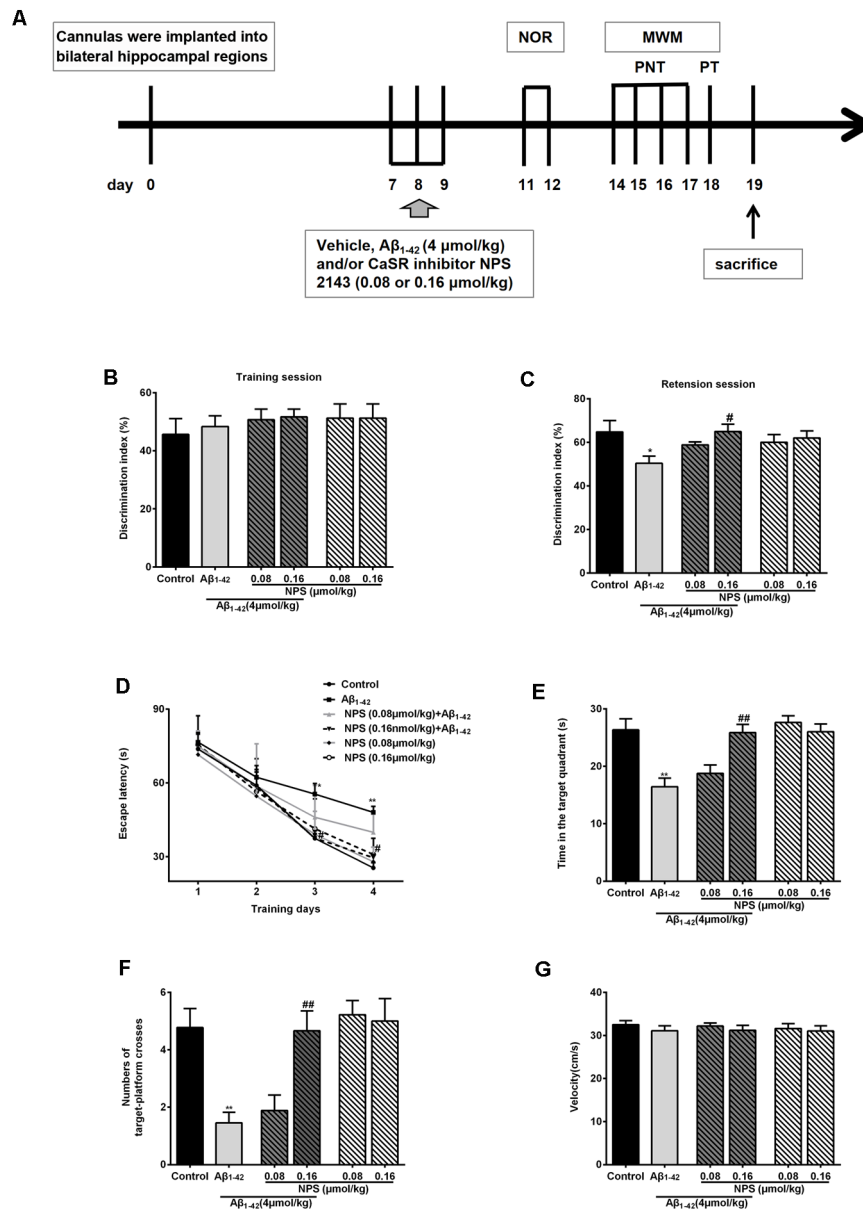 A
Cannulas were implanted into
bilateral hippocampal regions
NOR
MWM
PNT PT
day 0 7 8 9 11 12 14 15 16 17 18 19
Vehicle, Aβ1-42 (4 μmol/kg)
and/or CaSR inhibitor NPS
2143 (0.08 or 0.16 μmol/kg)
sacrifice
B
Training session
Discrimination index (%)
60
40
20
0
Control Aβ1-42 0.08 0.16 0.08 0.16
NPS (μmol/kg)
Aβ1-42(4μmol/kg)
C
Retension session
Discrimination index (%)
80
60
40
20
0
* #
Control Aβ1-42 0.08 0.16 0.08 0.16
NPS (μmol/kg)
Aβ1-42(4μmol/kg)
D
Control
Aβ1-42
NPS (0.08μmol/kg)+Aβ1-42
NPS (0.16nmol/kg)+Aβ1-42
NPS (0.08μmol/kg)
NPS (0.16μmol/kg)
Escape latency (s)
90
60
30
* **
# #
1 2 3 4
Training days
E
Time in the target quadrant (s)
30
20
10
0
** ##
Control Aβ1-42 0.08 0.16 0.08 0.16
NPS (μmol/kg)
Aβ1-42(4μmol/kg)
F
Numbers of
target-platform crosses
6
4
2
0
** ##
Control Aβ1-42 0.08 0.16 0.08 0.16
NPS (μmol/kg)
Aβ1-42(4μmol/kg)
G
Velocity(cm/s)
40
30
20
10
0
Control Aβ1-42 0.08 0.16 0.08 0.16
NPS (μmol/kg)
Aβ1-42(4μmol/kg)